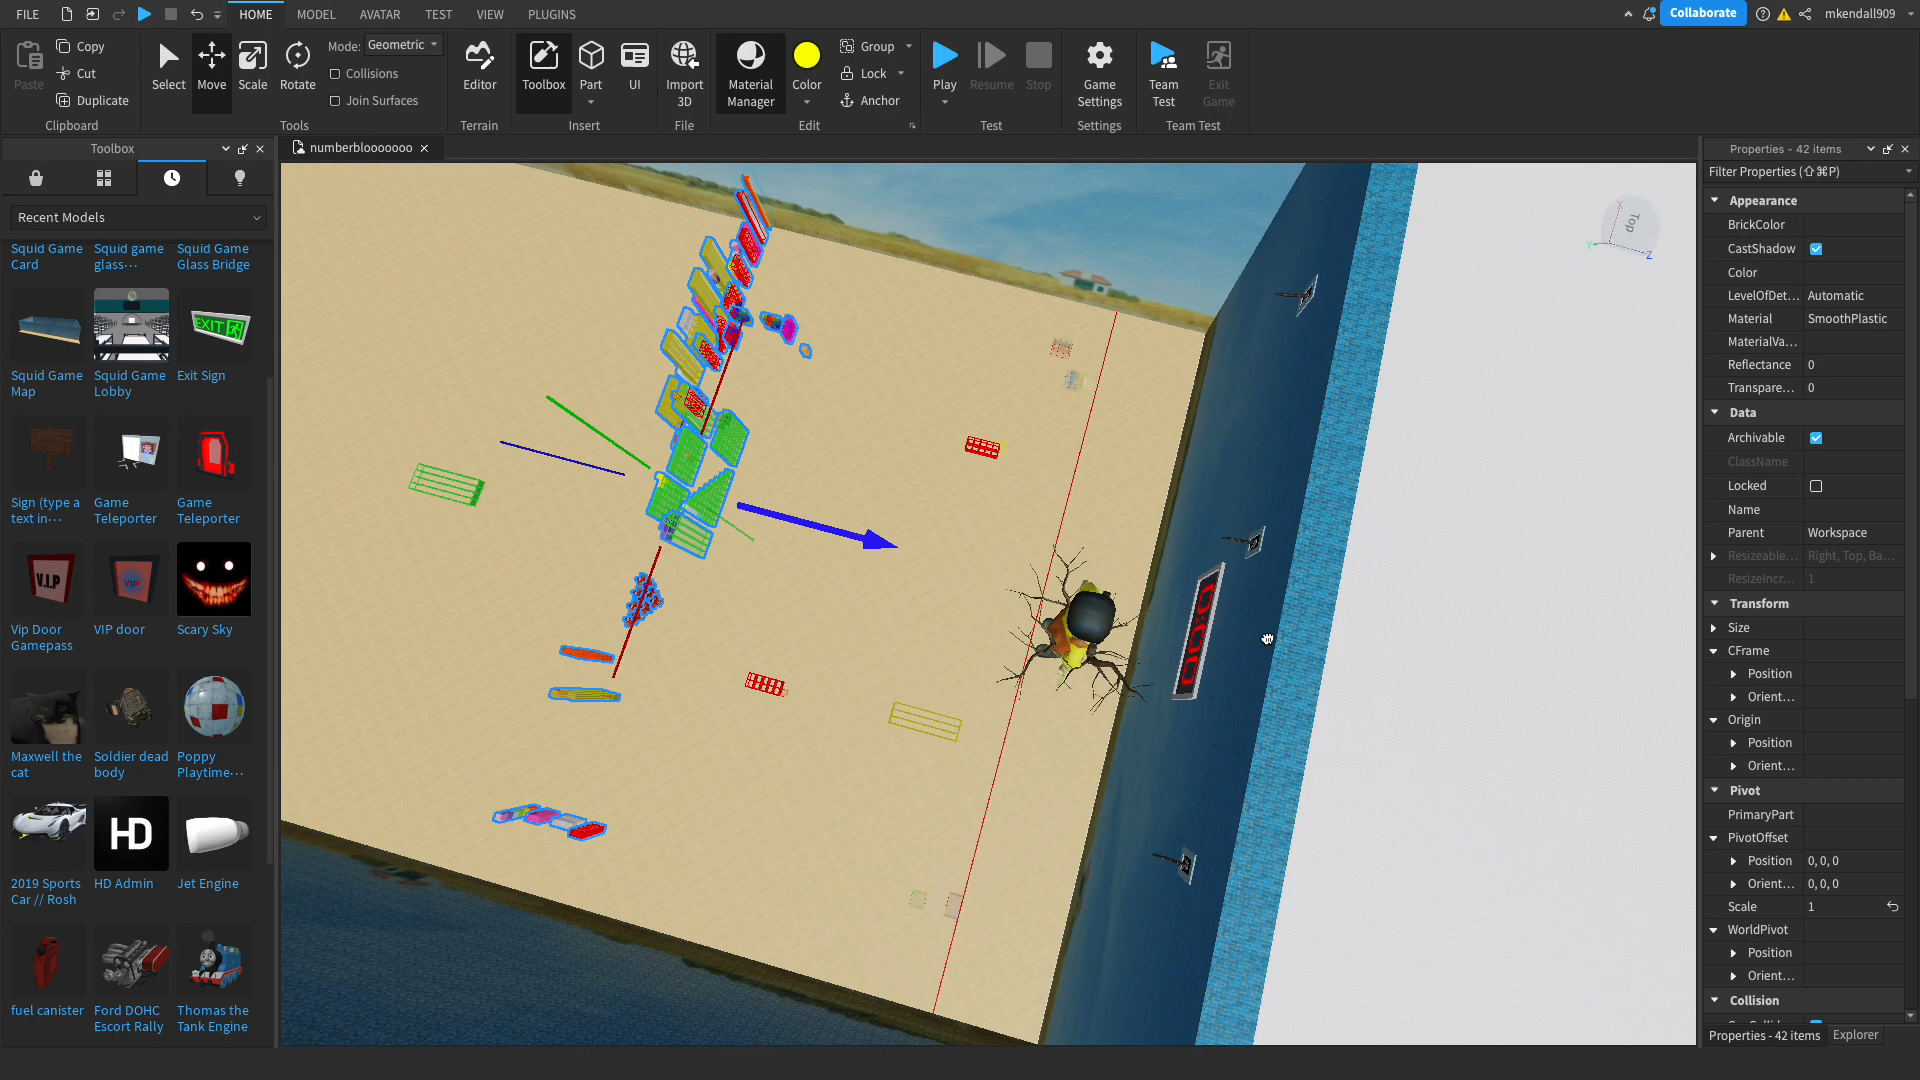 FILE HOME MODEL AVATAR TEST VIEW PLUGINS Collaborate mkendall909
Copy Mode: Geometric Group
Cut Collisions Lock
Paste Duplicate Select Move Scale Rotate Join Surfaces Editor Toolbox Part UI Import 3D Material Manager Color Anchor Play Resume Stop Game Settings Team Test Exit Game
Clipboard Tools Terrain Insert File Edit Test Settings Team Test
Toolbox
numberblooooooo
Recent Models
Squid Game Card
Squid game glass...
Squid Game Glass Bridge
EXIT
Squid Game Map
Squid Game Lobby
Exit Sign
Sign (type a text in...
Game Teleporter
Game Teleporter
V.I.P
VIP
Vip Door Gamepass
VIP door
Scary Sky
Maxwell the cat
Soldier dead body
Poppy Playtime...
HD
2019 Sports Car // Rosh
HD Admin
Jet Engine
fuel canister
Ford DOHC Escort Rally
Thomas the Tank Engine
X
Top
Y
Z
0:00
Properties - 42 items
Filter Properties (⇧⌘P)
Appearance
BrickColor
CastShadow
Color
LevelOfDet... Automatic
Material SmoothPlastic
MaterialVa...
Reflectance 0
Transpare... 0
Data
Archivable
ClassName
Locked
Name
Parent Workspace
Resizeable... Right, Top, Ba...
ResizeIncr... 1
Transform
Size
CFrame
Position
Orient...
Origin
Position
Orient...
Pivot
PrimaryPart
PivotOffset
Position 0, 0, 0
Orient... 0, 0, 0
Scale 1
WorldPivot
Position
Orient...
Collision
Properties - 42 items Explorer